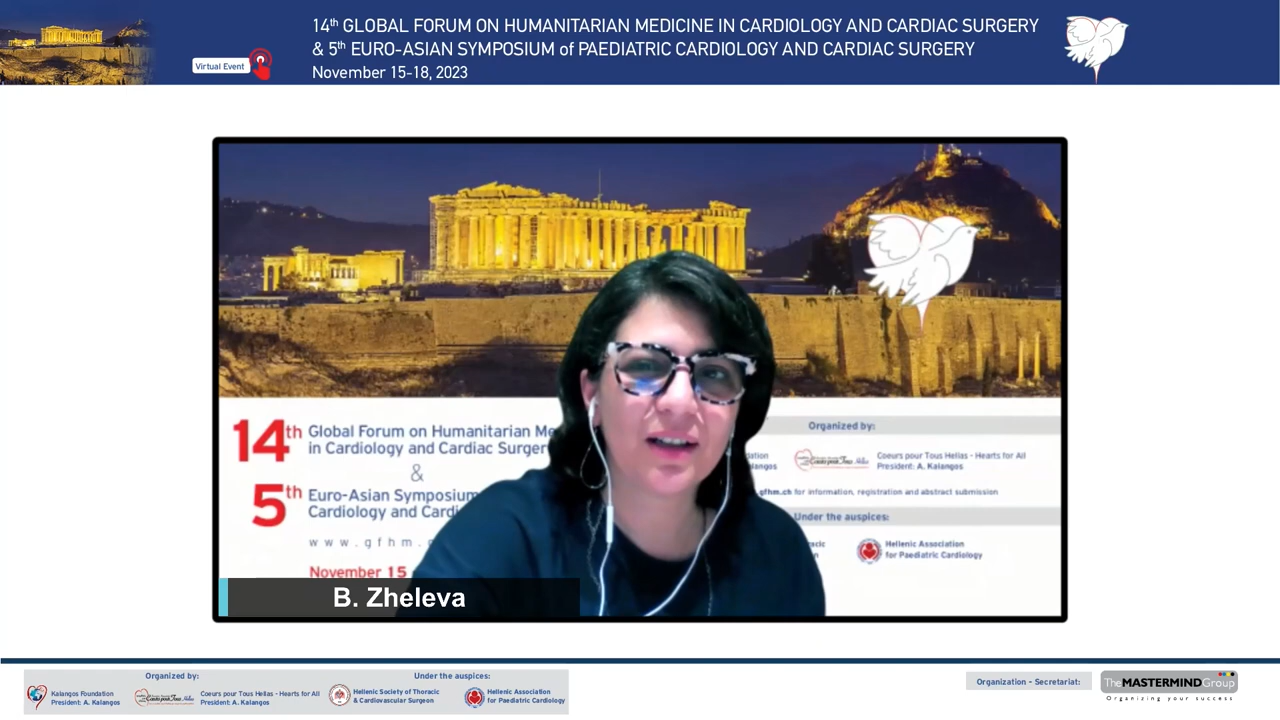 14th GLOBAL FORUM ON HUMANITARIAN MEDICINE IN CARDIOLOGY AND CARDIAC SURGERY
& 5th EURO-ASIAN SYMPOSIUM of PAEDIATRIC CARDIOLOGY AND CARDIAC SURGERY
November 15-18, 2023
Virtual Event
14th Global Forum on Humanitarian Me
in Cardiology and Cardiac Surger
&
5th Euro-Asian Symposium
Cardiology and Cardi
www.gfhm.
November 15
Organized by:
Coeurs pour Tous Hellas - Hearts for All
President: A. Kalangos
.gfhm.ch for information, registration and abstract submission
Under the auspices:
Hellenic Association
for Paediatric Cardiology
B. Zheleva
Organized by:
Kalangos Foundation
President: A. Kalangos
Coeurs pour Tous Hellas - Hearts for All
President: A. Kalangos
Under the auspices:
Hellenic Society of Thoracic
& Cardiovascular Surgeon
Hellenic Association
for Paediatric Cardiology
Organization - Secretariat:
The MASTERMIND Group
Organizing your success